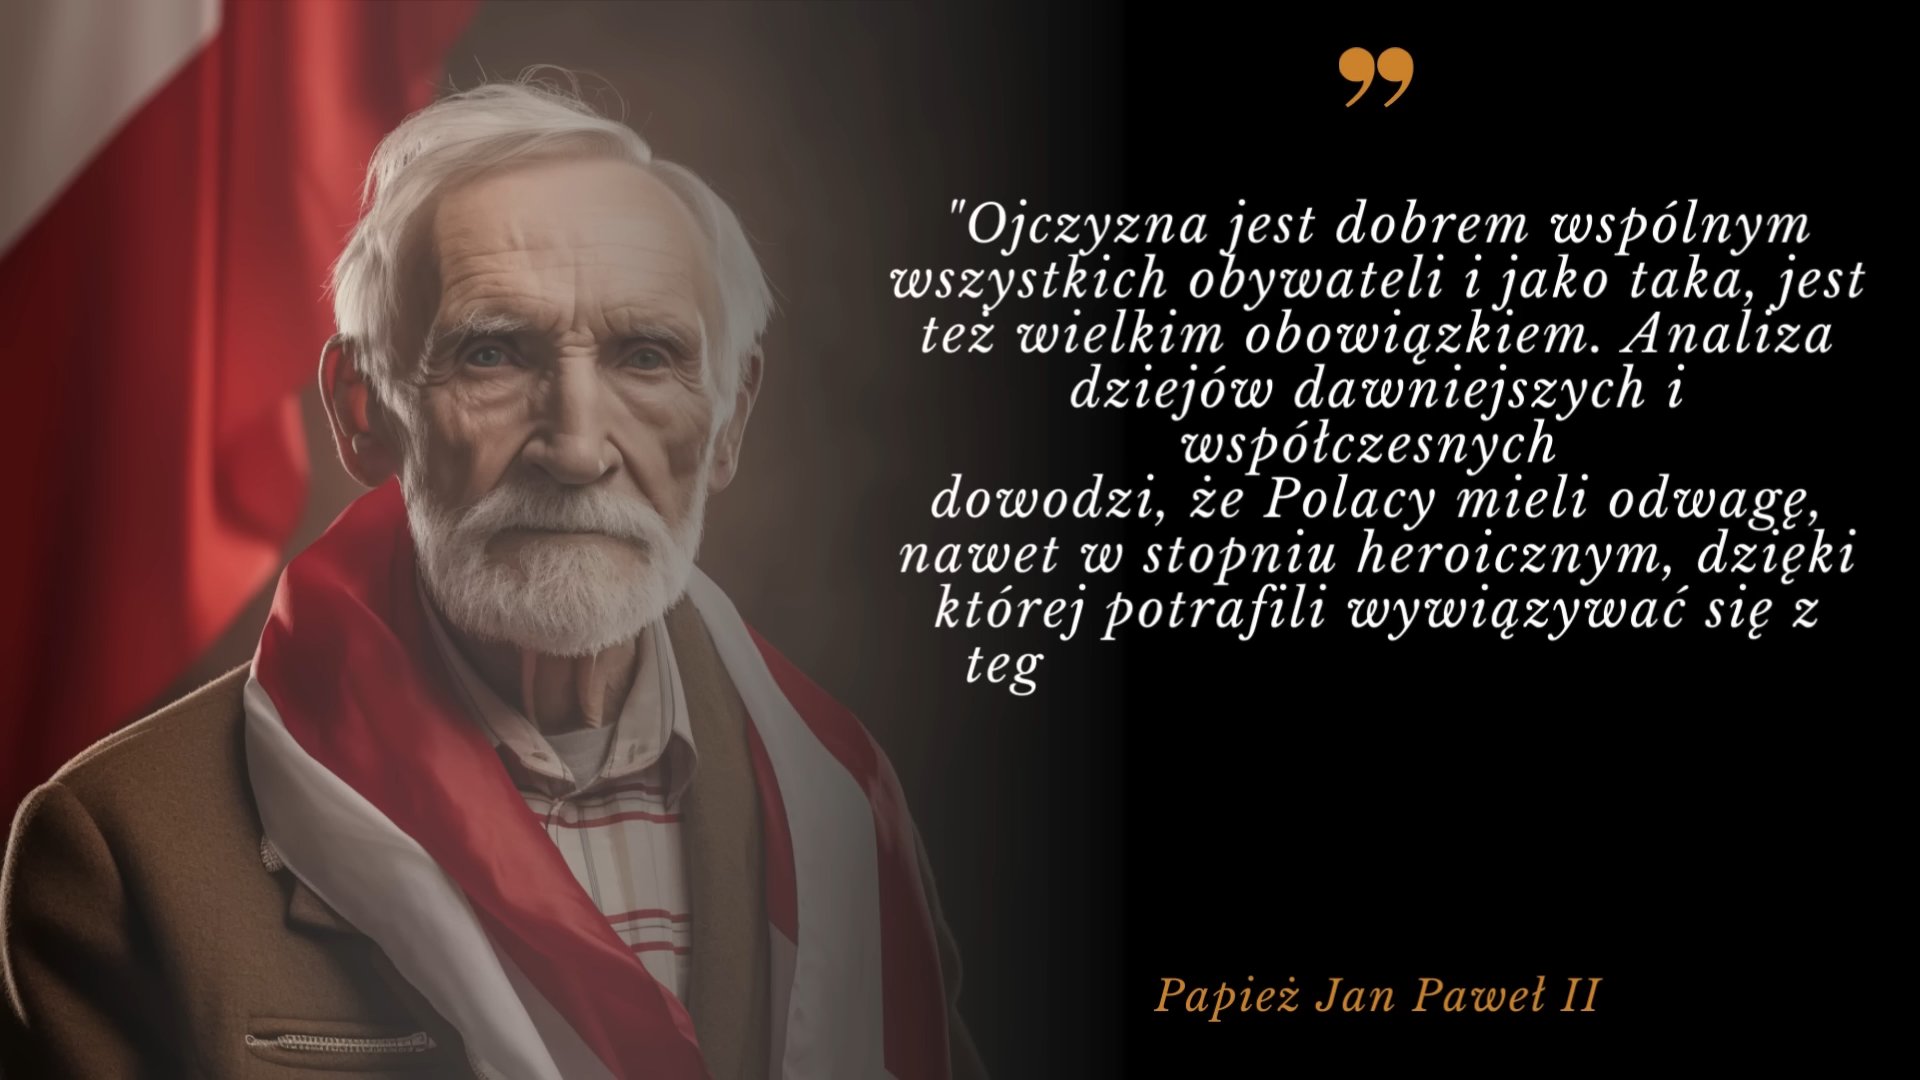 ”
"Ojczyzna jest dobrem wspólnym
wszystkich obywateli i jako taka, jest
też wielkim obowiązkiem. Analiza
dziejów dawniejszych i
współczesnych
dowodzi, że Polacy mieli odwagę,
nawet w stopniu heroicznym, dzięki
której potrafili wywiązywać się z
teg
Papież Jan Paweł II